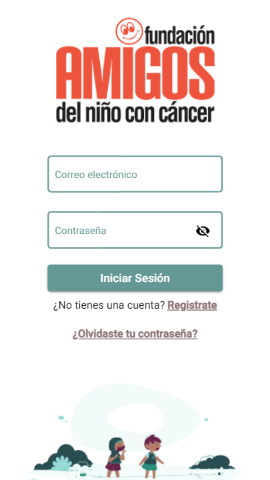 fundación
AMIGOS
del niño con cáncer
Correo electrónico
Contraseña
Iniciar Sesión
¿No tienes una cuenta? Registrate
¿Olvidaste tu contraseña?